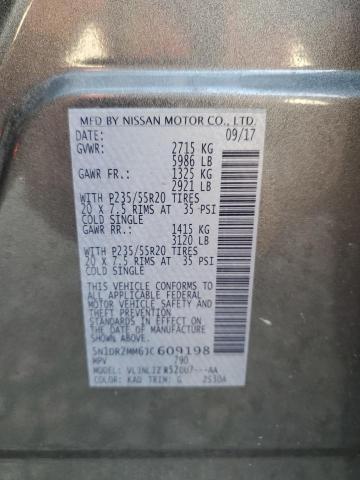 MFD BY NISSAN MOTOR CO., LTD.
DATE: 09/17
GVWR: 2715 KG
5986 LB
GAWR FR.: 1325 KG
2921 LB
WITH P235/55R20 TIRES
20 X 7.5 RIMS AT 35 PSI
COLD SINGLE
GAWR RR.: 1415 KG
3120 LB
WITH P235/55R20 TIRES
20 X 7.5 RIMS AT 35 PSI
COLD SINGLE
THIS VEHICLE CONFORMS TO
ALL APPLICABLE U.S. FEDERAL
MOTOR VEHICLE SAFETY AND
THEFT PREVENTION
STANDARDS IN EFFECT ON
THE DATE OF MANUFACTURE
SHOWN ABOVE.
5N1DR2MM6JC609198
MPV 790
MODEL:
COLOR: KAD TRIM: G 2530A